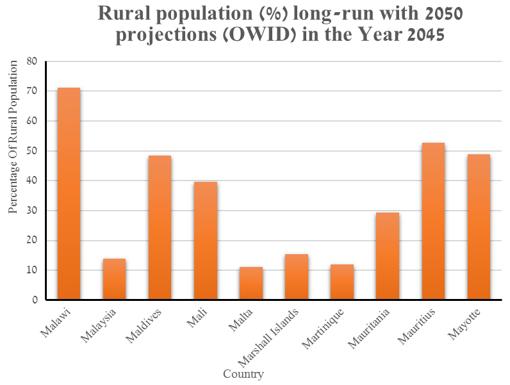 Rural population (%) long-run with 2050
projections (OWID) in the Year 2045
Percentage Of Rural Population
80
70
60
50
40
30
20
10
0
Malawi
Malaysia
Maldives
Mali
Malta
Marshall Islands
Martinique
Mauritania
Mauritius
Mayotte
Country